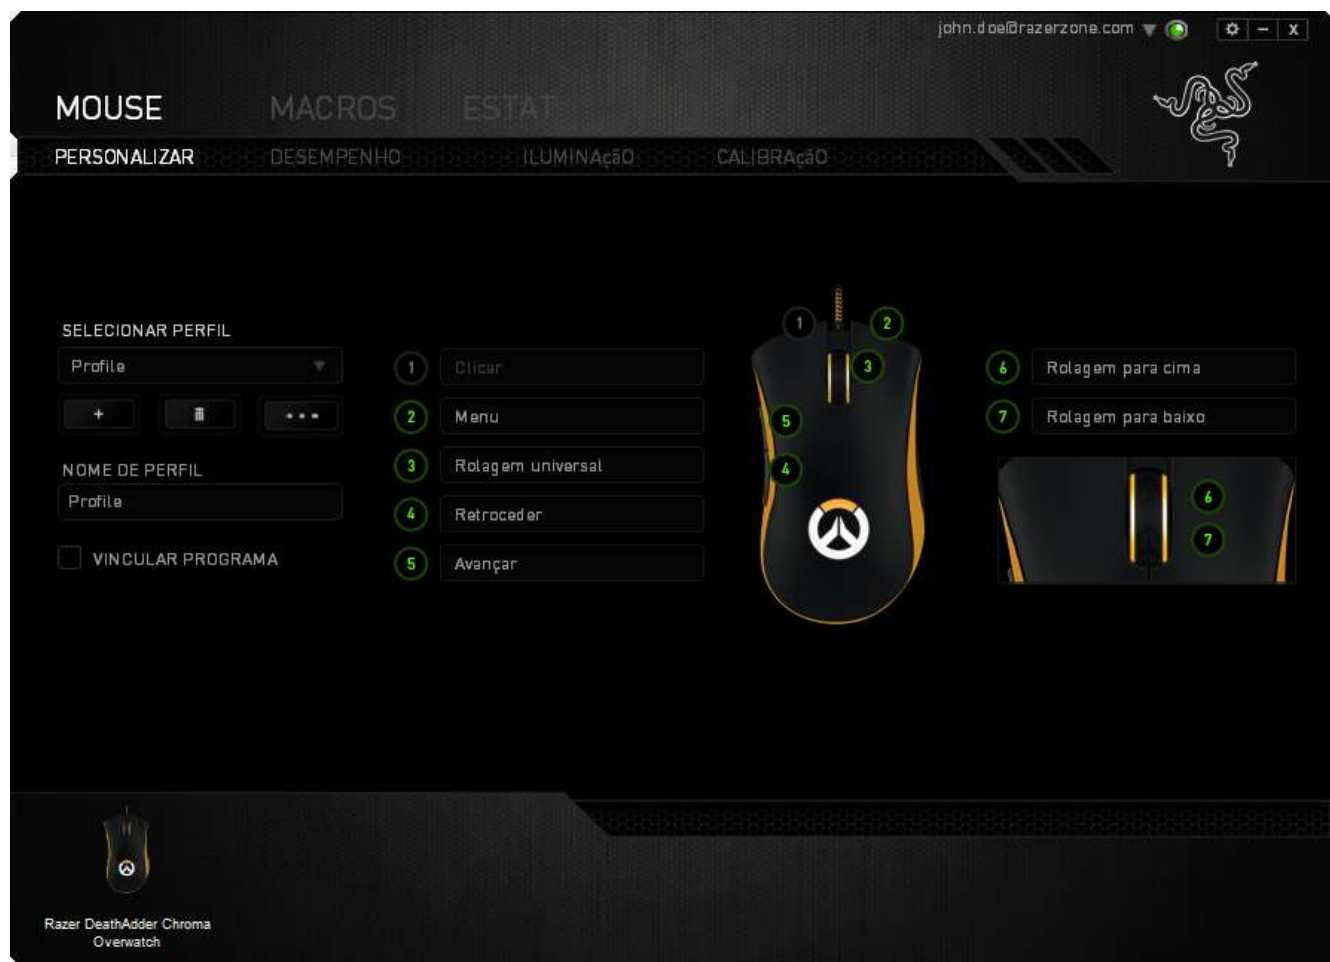 john.doe@razerzone.com
MOUSE MACROS ESTAT
PERSONALIZAR DESEMPENHO ILUMINAção CALIBRAção
SELECIONAR PERFIL
Profile
NOME DE PERFIL
Profile
VINCULAR PROGRAMA
1 Clicar
2 Menu
3 Rolagem universal
4 Retroceder
5 Avançar
1
2
3
5
4
6 Rolagem para cima
7 Rolagem para baixo
6
7
Razer DeathAdder Chroma
Overwatch